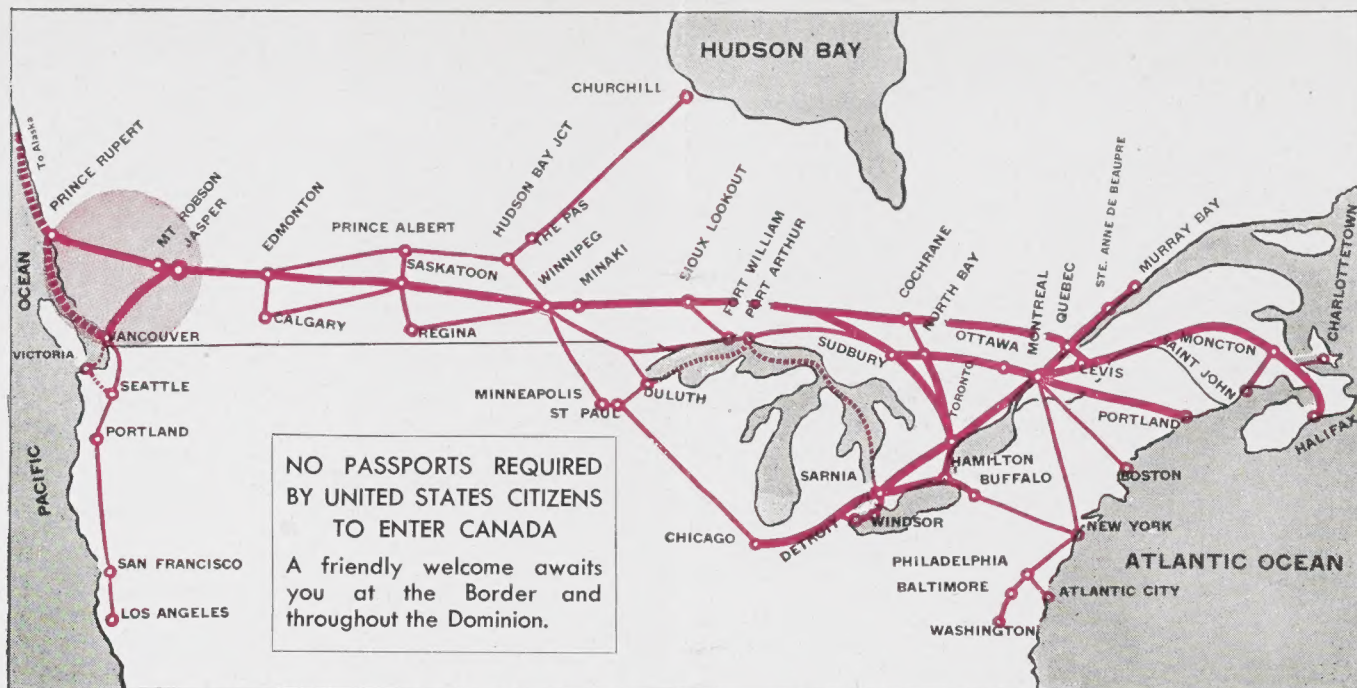 HUDSON BAY
CHURCHILL
To Alaska
PRINCE RUPERT
MT ROBSON
JASPER
EDMONTON
PRINCE ALBERT
HUDSON BAY JCT
THE PAS
SASKATOON
WINNIPEG
MINAKI
SIOUX LOOKOUT
FORT WILLIAM
PORT ARTHUR
COCHRANE
NORTH BAY
MONTREAL
QUEBEC
STE. ANNE DE BEAUPRE
MURRAY BAY
CHARLOTTETOWN
OCEAN
PACIFIC
VANCOUVER
VICTORIA
CALGARY
REGINA
SUDBURY
OTTAWA
TORONTO
LEVIS
SAINT JOHN
MONCTON
HALIFAX
SEATTLE
PORTLAND
MINNEAPOLIS
ST PAUL
DULUTH
PORTLAND
BOSTON
SARNIA
HAMILTON
BUFFALO
CHICAGO
DETROIT
WINDSOR
NEW YORK
PHILADELPHIA
BALTIMORE
ATLANTIC CITY
WASHINGTON
ATLANTIC OCEAN
SAN FRANCISCO
LOS ANGELES
NO PASSPORTS REQUIRED
BY UNITED STATES CITIZENS
TO ENTER CANADA
A friendly welcome awaits
you at the Border and
throughout the Dominion.